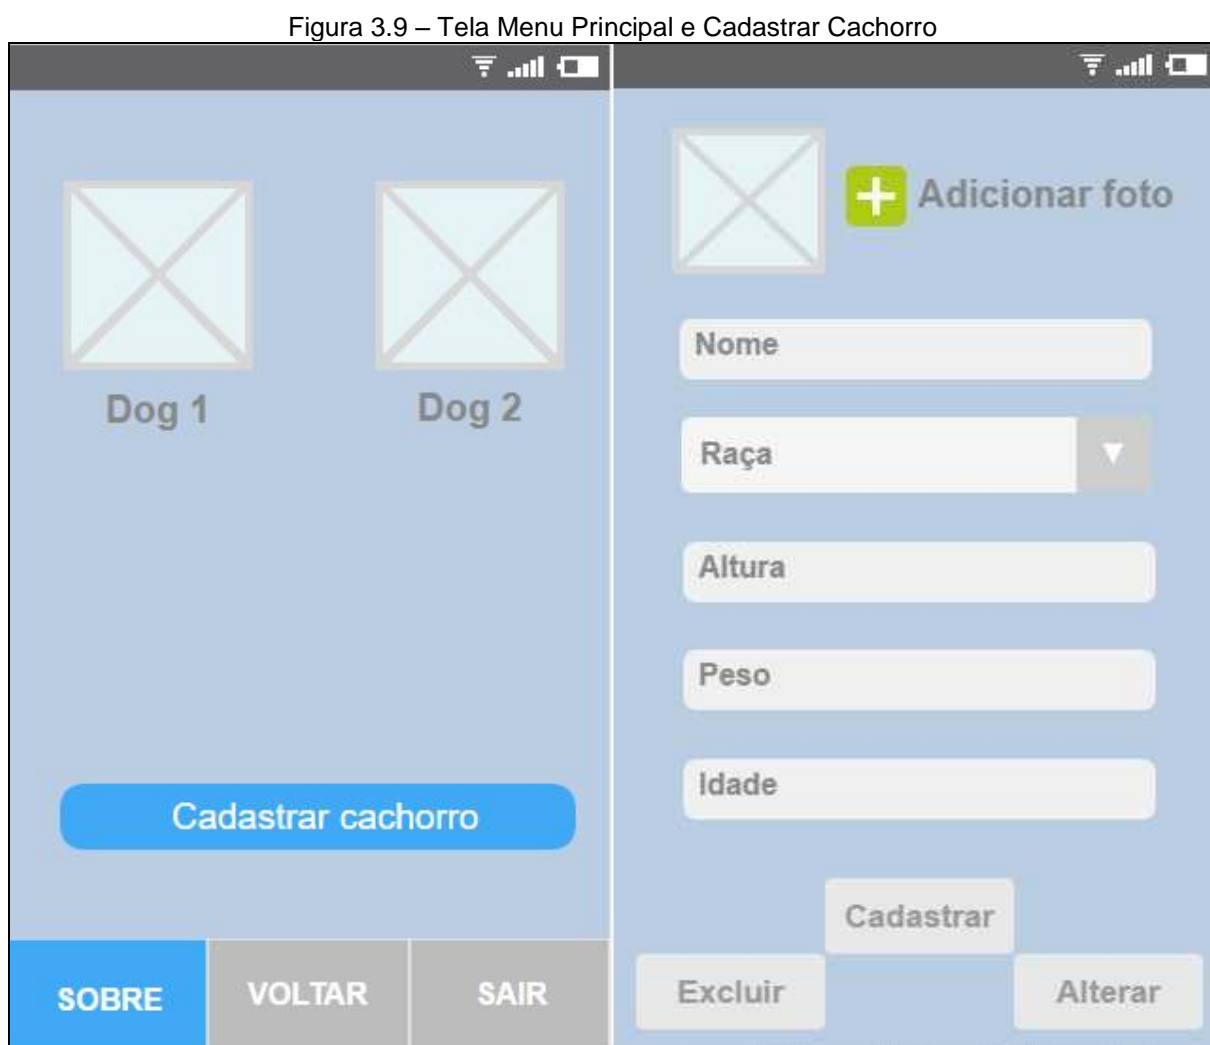 Figura 3.9 – Tela Menu Principal e Cadastrar Cachorro
Dog 1
Dog 2
Cadastrar cachorro
SOBRE
VOLTAR
SAIR
Adicionar foto
Nome
Raça
Altura
Peso
Idade
Cadastrar
Excluir
Alterar